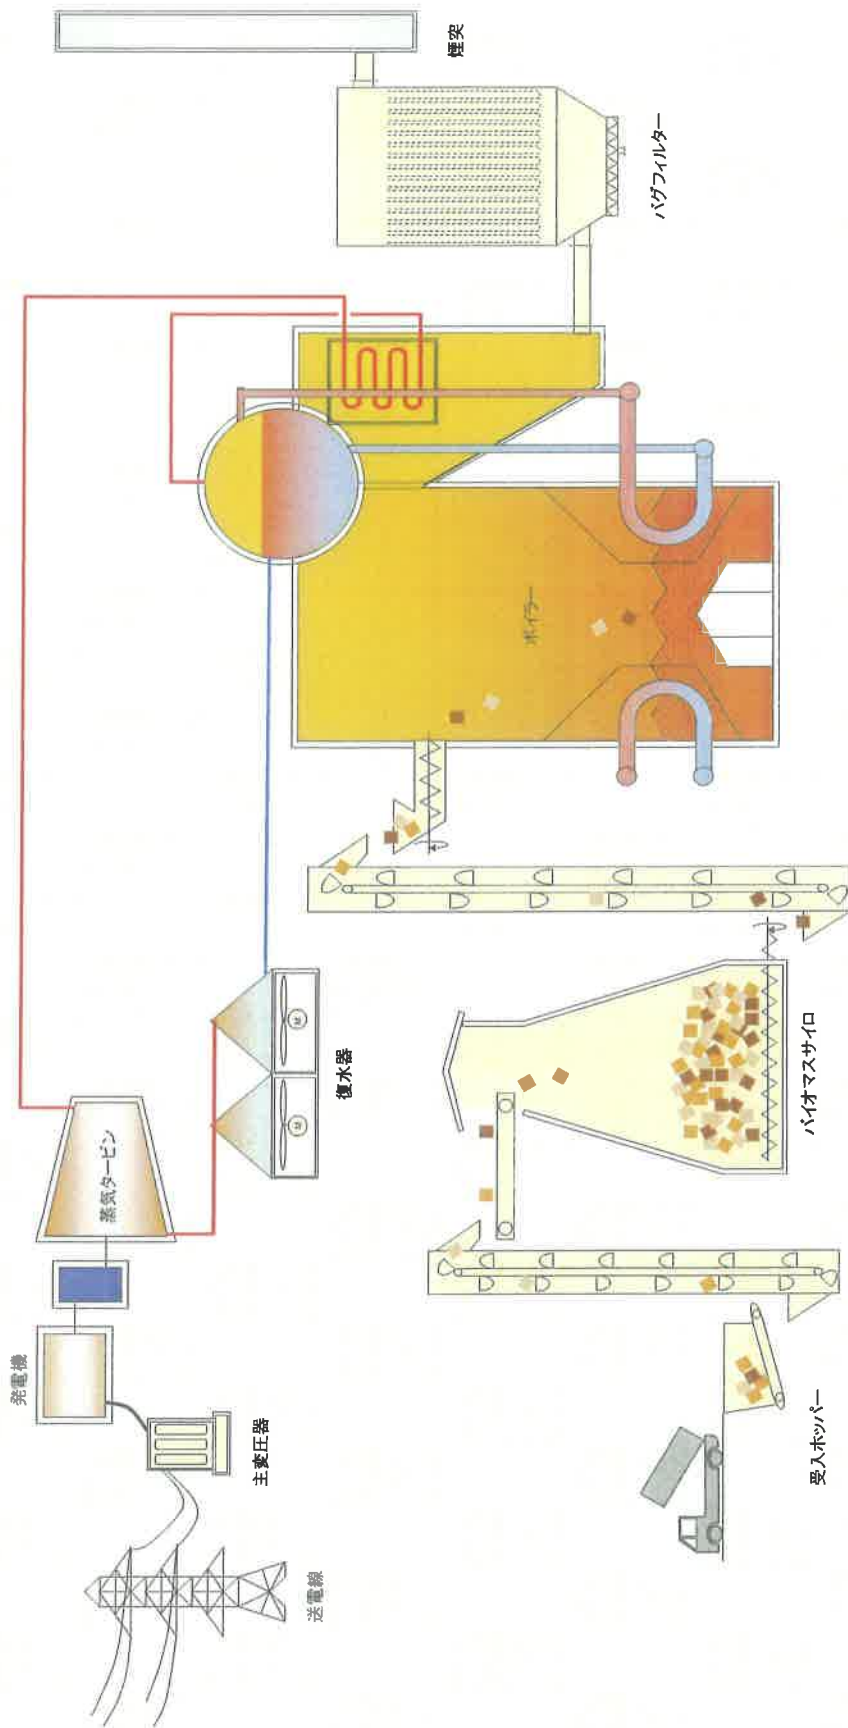 送電線
主変圧器
発電機
蒸気タービン
復水器
ボイラー
バグフィルター
煙突
受入ホッパー
バイオマスサイロ
M
M